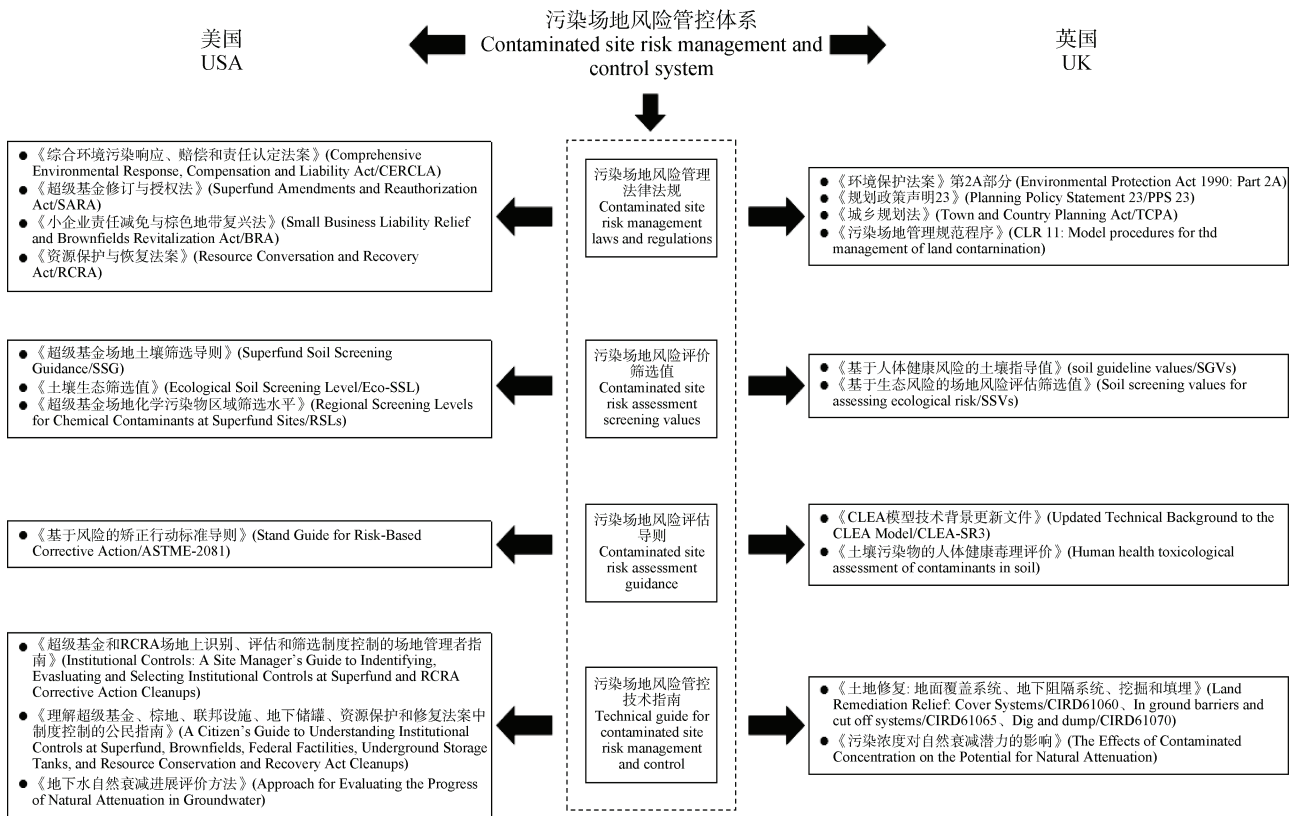 污染场地风险管控体系
Contaminated site risk management and
control system
美国
USA
英国
UK
●《综合环境污染响应、赔偿和责任认定法案》(Comprehensive
Environmental Response, Compensation and Liability Act/CERCLA)
●《超级基金修订与授权法》(Superfund Amendments and Reauthorization
Act/SARA)
●《小企业责任减免与棕色地带复兴法》(Small Business Liability Relief
and Brownfields Revitalization Act/BRA)
●《资源保护与恢复法案》(Resource Conversation and Recovery
Act/RCRA)
污染场地风险管理
法律法规
Contaminated site
risk management
laws and regulations
●《环境保护法案》第2A部分 (Environmental Protection Act 1990: Part 2A)
●《规划政策声明23》(Planning Policy Statement 23/PPS 23)
●《城乡规划法》(Town and Country Planning Act/TCPA)
●《污染场地管理规范程序》(CLR 11: Model procedures for thd
management of land contarnination)
●《超级基金场地土壤筛选导则》(Superfund Soil Screening
Guidance/SSG)
●《土壤生态筛选值》(Ecological Soil Screening Level/Eco-SSL)
●《超级基金场地化学污染物区域筛选水平》(Regional Screening Levels
for Chemical Contaminants at Superfund Sites/RSLs)
污染场地风险评价
筛选值
Contaminated site
risk assessment
screening values
●《基于人体健康风险的土壤指导值》(soil guideline values/SGVs)
●《基于生态风险的场地风险评估筛选值》(Soil screening values for
assessing ecological risk/SSVs)
●《基于风险的矫正行动标准导则》(Stand Guide for Risk-Based
Corrective Action/ASTME-2081)
污染场地风险评估
导则
Contaminated site
risk assessment
guidance
●《CLEA模型技术背景更新文件》(Updated Technical Background to the
CLEA Model/CLEA-SR3)
●《土壤污染物的人体健康毒理评价》(Human health toxicological
assessment of contaminants in soil)
●《超级基金和RCRA场地上识别、评估和筛选制度控制的场地管理者指
南》(Institutional Controls: A Site Manager's Guide to Indentifying,
Evasluating and Selecting Institutional Controls at Superfund and RCRA
Corrective Action Cleanups)
●《理解超级基金、棕地、联邦设施、地下储罐、资源保护和修复法案中
制度控制的公民指南》(A Citizen's Guide to Understanding Institutional
Controls at Superfund, Brownfields, Federal Factilities, Underground Storage
Tanks, and Resource Conservation and Recovery Act Cleanups)
●《地下水自然衰减进展评价方法》(Approach for Evaluating the Progress
of Natural Attenuation in Groundwater)
污染场地风险管控
技术指南
Technical guide for
contaminated site
risk management
and control
●《土地修复: 地面覆盖系统、地下阻隔系统、挖掘和填埋》(Land
Remediation Relief: Cover Systems/CIRD61060、In ground barriers and
cut off systems/CIRD61065、Dig and dump/CIRD61070)
●《污染浓度对自然衰减潜力的影响》(The Effects of Contaminated
Concentration on the Potential for Natural Attenuation)